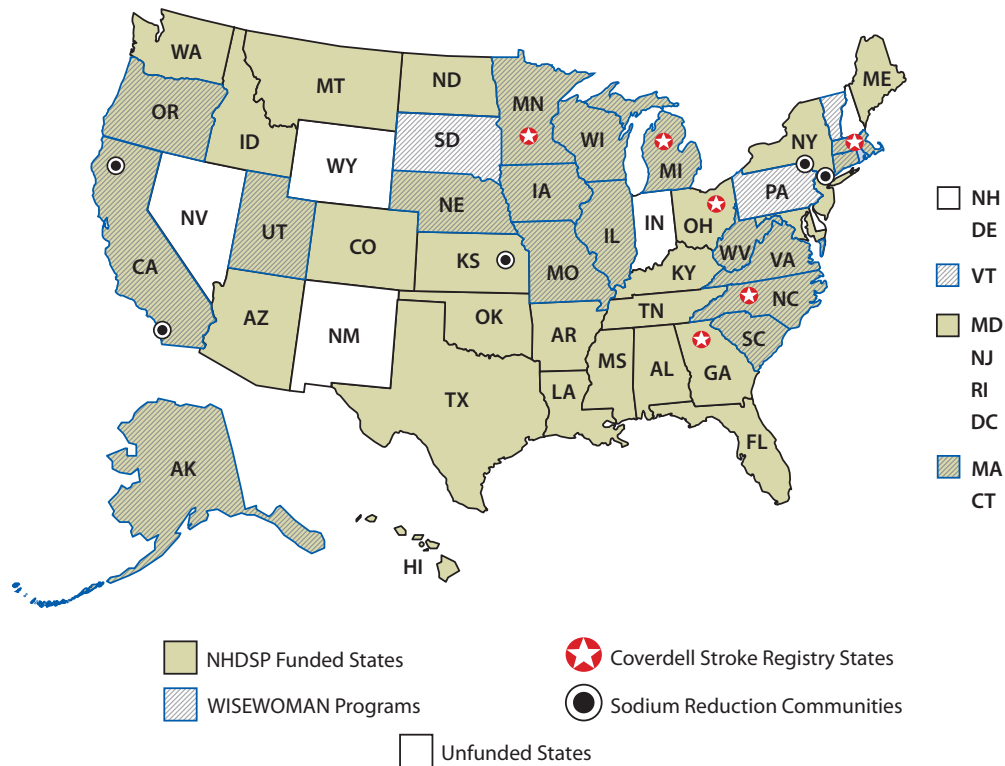 WA
MT
ND
MN
ME
OR
ID
SD
WI
MI
NY
WY
IA
PA
NV
UT
NE
IL
IN
OH
CA
CO
KS
MO
WV
VA
KY
NC
TN
AZ
NM
OK
AR
SC
MS
AL
GA
TX
LA
FL
AK
HI
NH
DE
VT
MD
NJ
RI
DC
MA
CT
NHDSP Funded States
Coverdell Stroke Registry States
WISEWOMAN Programs
Sodium Reduction Communities
Unfunded States